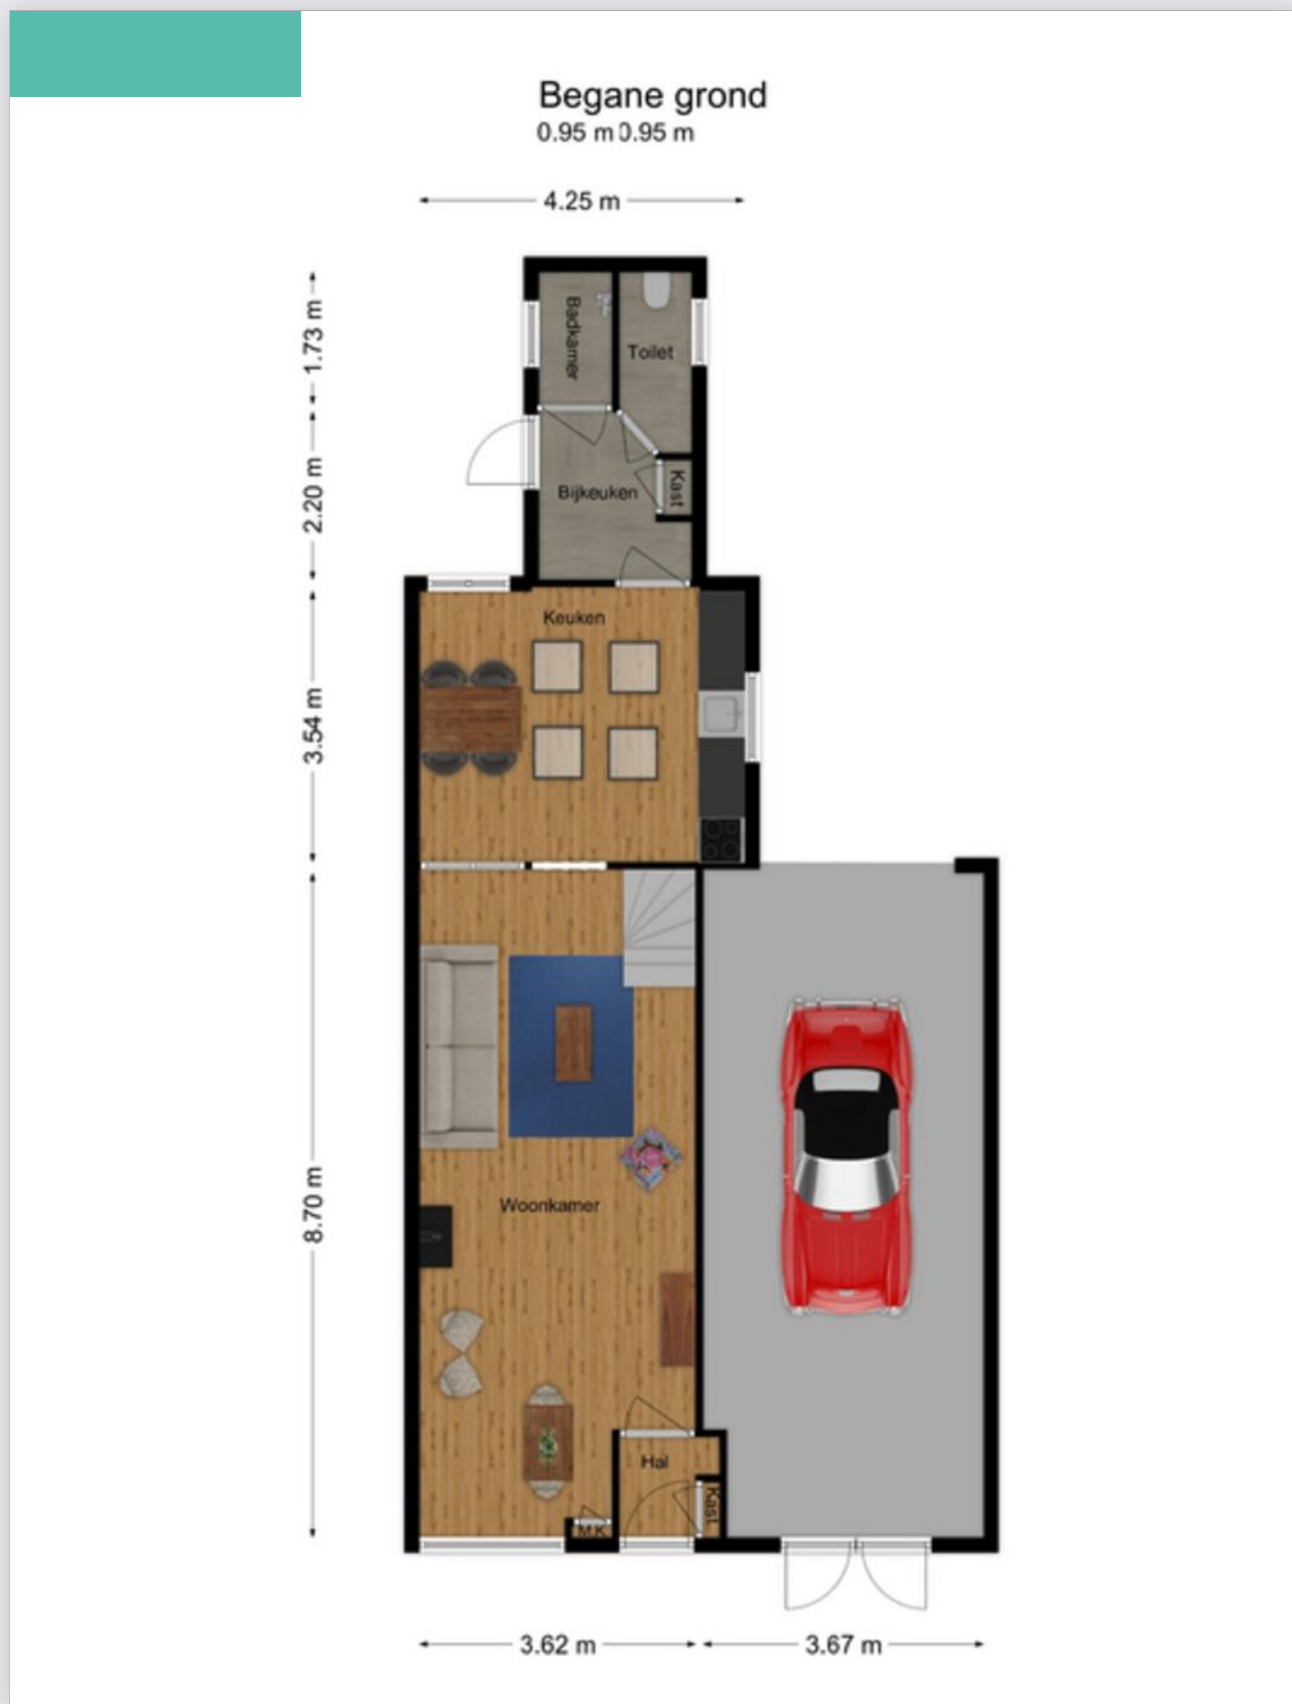 Begane grond
0.95 m 0.95 m
4.25 m
1.73 m
Badkamer
Toilet
2.20 m
Bijkeuken
Kast
Keuken
3.54 m
8.70 m
Woonkamer
Hal
Kast
M.K
3.62 m
3.67 m